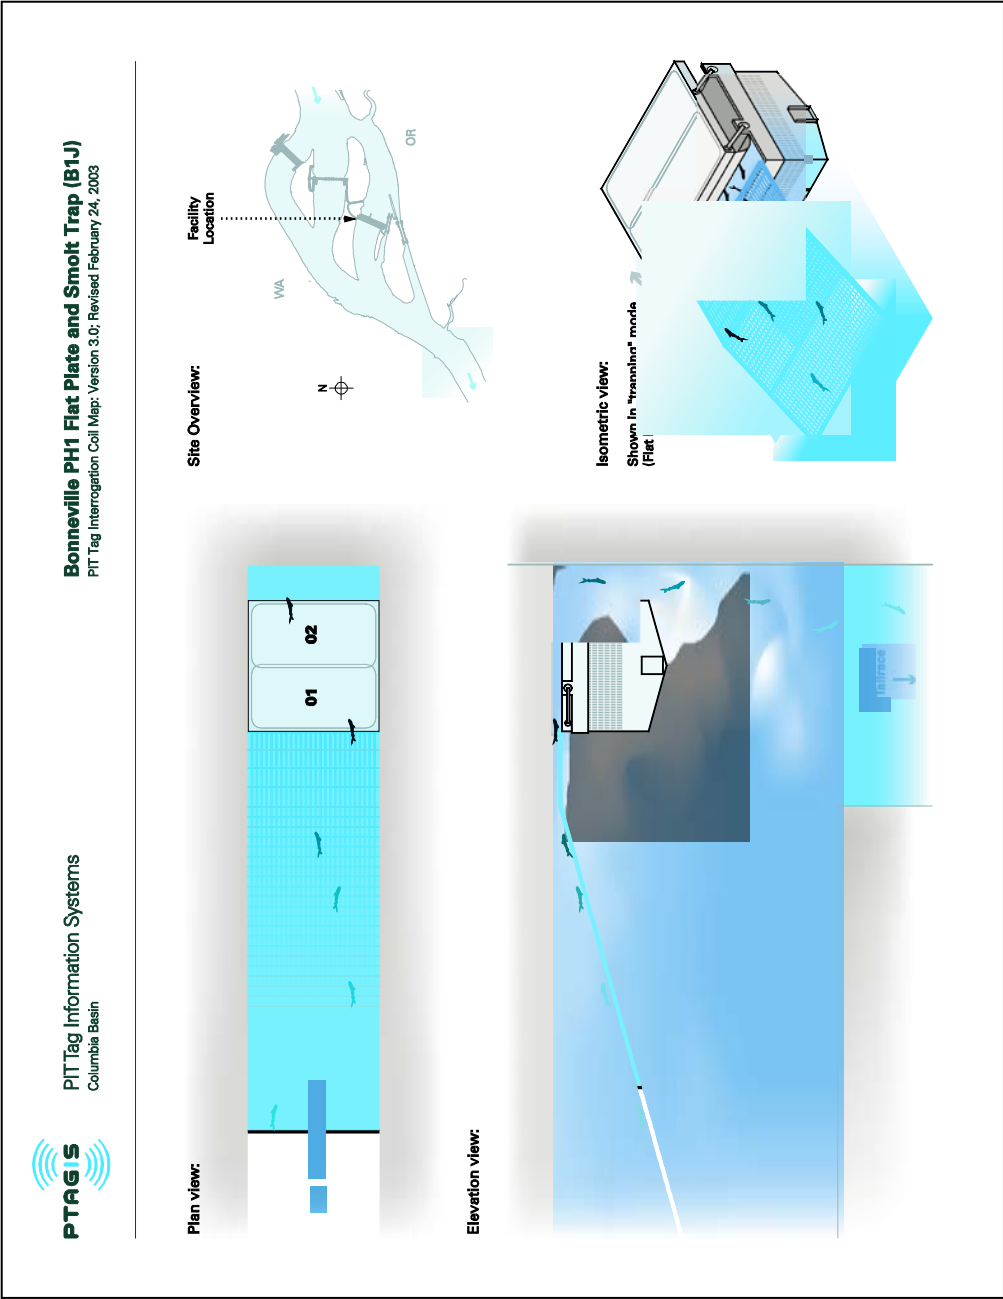 PTAGIS
PIT Tag Information Systems
Columbia Basin
Bonneville PH1 Flat Plate and Smolt Trap (B1J)
PIT Tag Interrogation Coil Map: Version 3.0; Revised February 24, 2003
Plan view:
01
02
Site Overview:
N
WA
Facility
Location
OR
Elevation view:
Tailrace
Isometric view:
Shown in "trapping" mode
(Flat